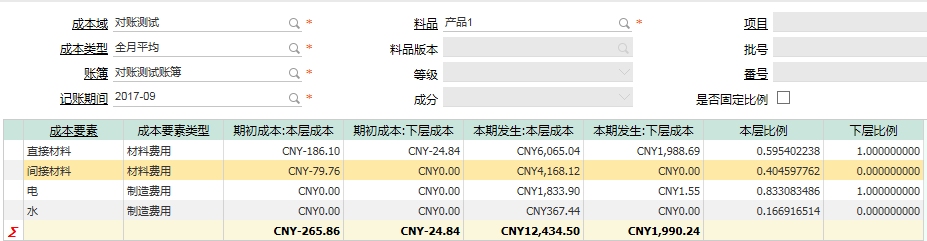 成本域 对账测试 * 料品 产品1 * 项目
成本类型 全月平均 * 料品版本 批号
账簿 对账测试账簿 * 等级 番号
记账期间 2017-09 * 成分 是否固定比例
成本要素 成本要素类型 期初成本:本层成本 期初成本:下层成本 本期发生:本层成本 本期发生:下层成本 本层比例 下层比例
直接材料 材料费用 CNY-186.10 CNY-24.84 CNY6,065.04 CNY1,988.69 0.595402238 1.000000000
间接材料 材料费用 CNY-79.76 CNY0.00 CNY4,168.12 CNY0.00 0.404597762 0.000000000
电 制造费用 CNY0.00 CNY0.00 CNY1,833.90 CNY1.55 0.833083486 1.000000000
水 制造费用 CNY0.00 CNY0.00 CNY367.44 CNY0.00 0.166916514 0.000000000
Σ CNY-265.86 CNY-24.84 CNY12,434.50 CNY1,990.24